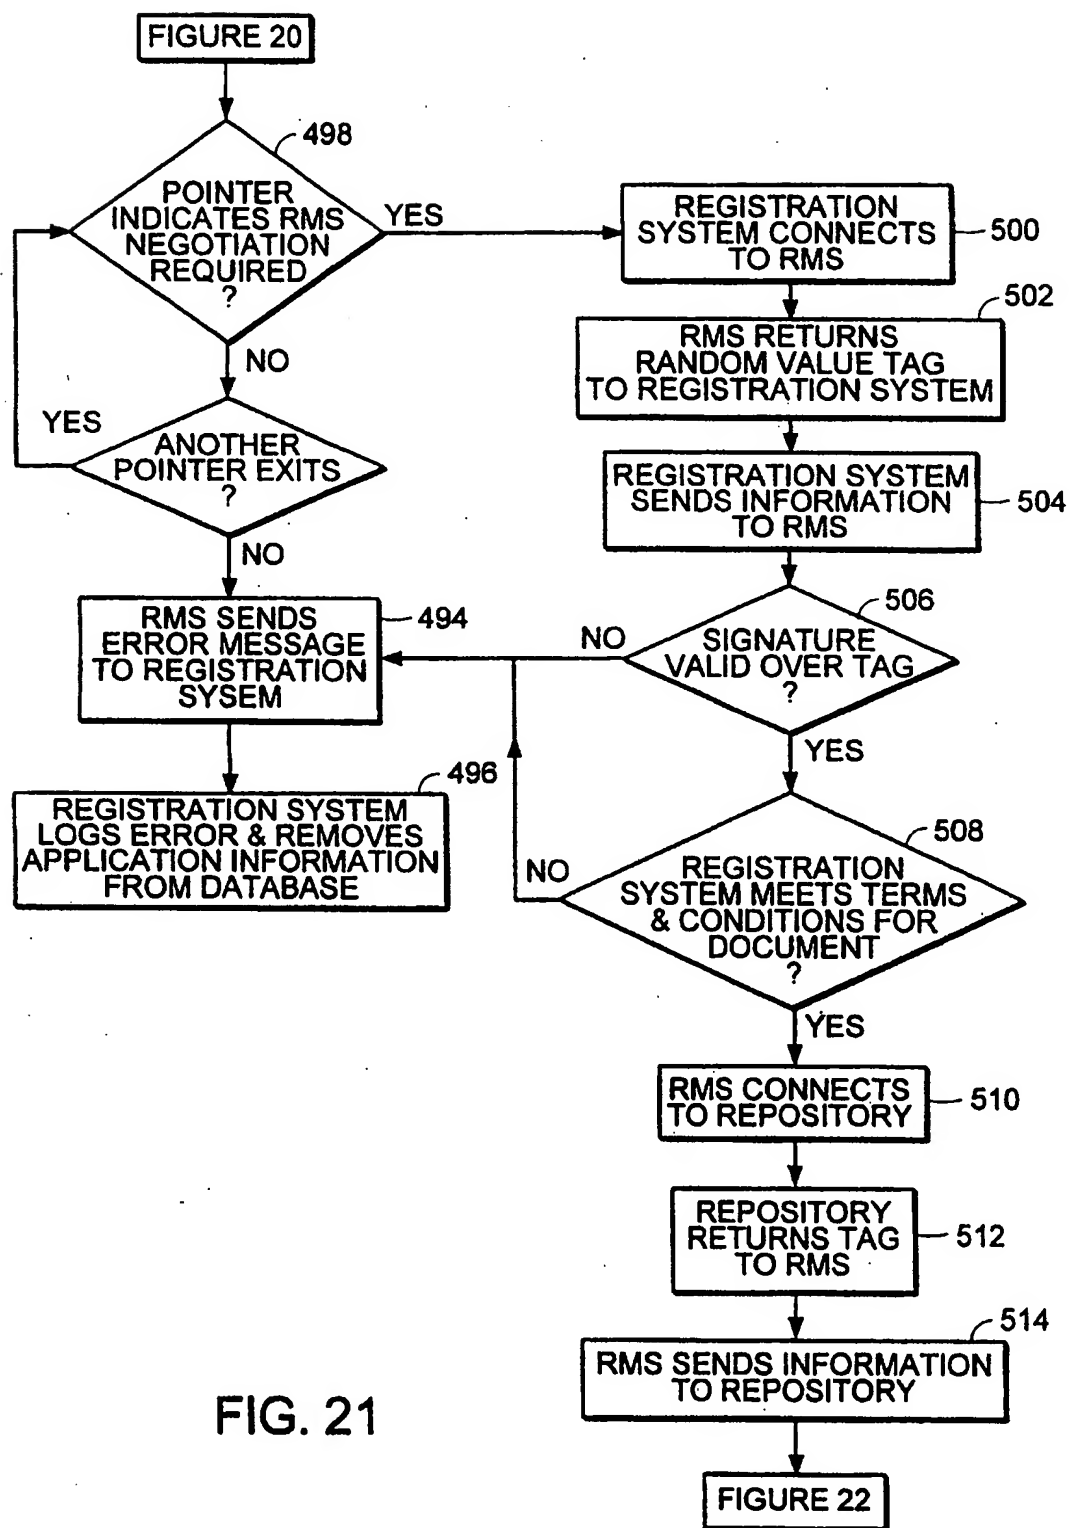 FIGURE 20
498
POINTER
INDICATES RMS
NEGOTIATION
REQUIRED
?
YES
NO
REGISTRATION
SYSTEM CONNECTS
TO RMS
500
502
RMS RETURNS
RANDOM VALUE TAG
TO REGISTRATION SYSTEM
YES
ANOTHER
POINTER EXITS
?
NO
REGISTRATION SYSTEM
SENDS INFORMATION
TO RMS
504
RMS SENDS
ERROR MESSAGE
TO REGISTRATION
SYSEM
494
506
SIGNATURE
VALID OVER TAG
?
NO
YES
496
REGISTRATION SYSTEM
LOGS ERROR & REMOVES
APPLICATION INFORMATION
FROM DATABASE
508
REGISTRATION
SYSTEM MEETS TERMS
& CONDITIONS FOR
DOCUMENT
?
NO
YES
RMS CONNECTS
TO REPOSITORY
510
REPOSITORY
RETURNS TAG
TO RMS
512
514
RMS SENDS INFORMATION
TO REPOSITORY
FIGURE 22
FIG. 21